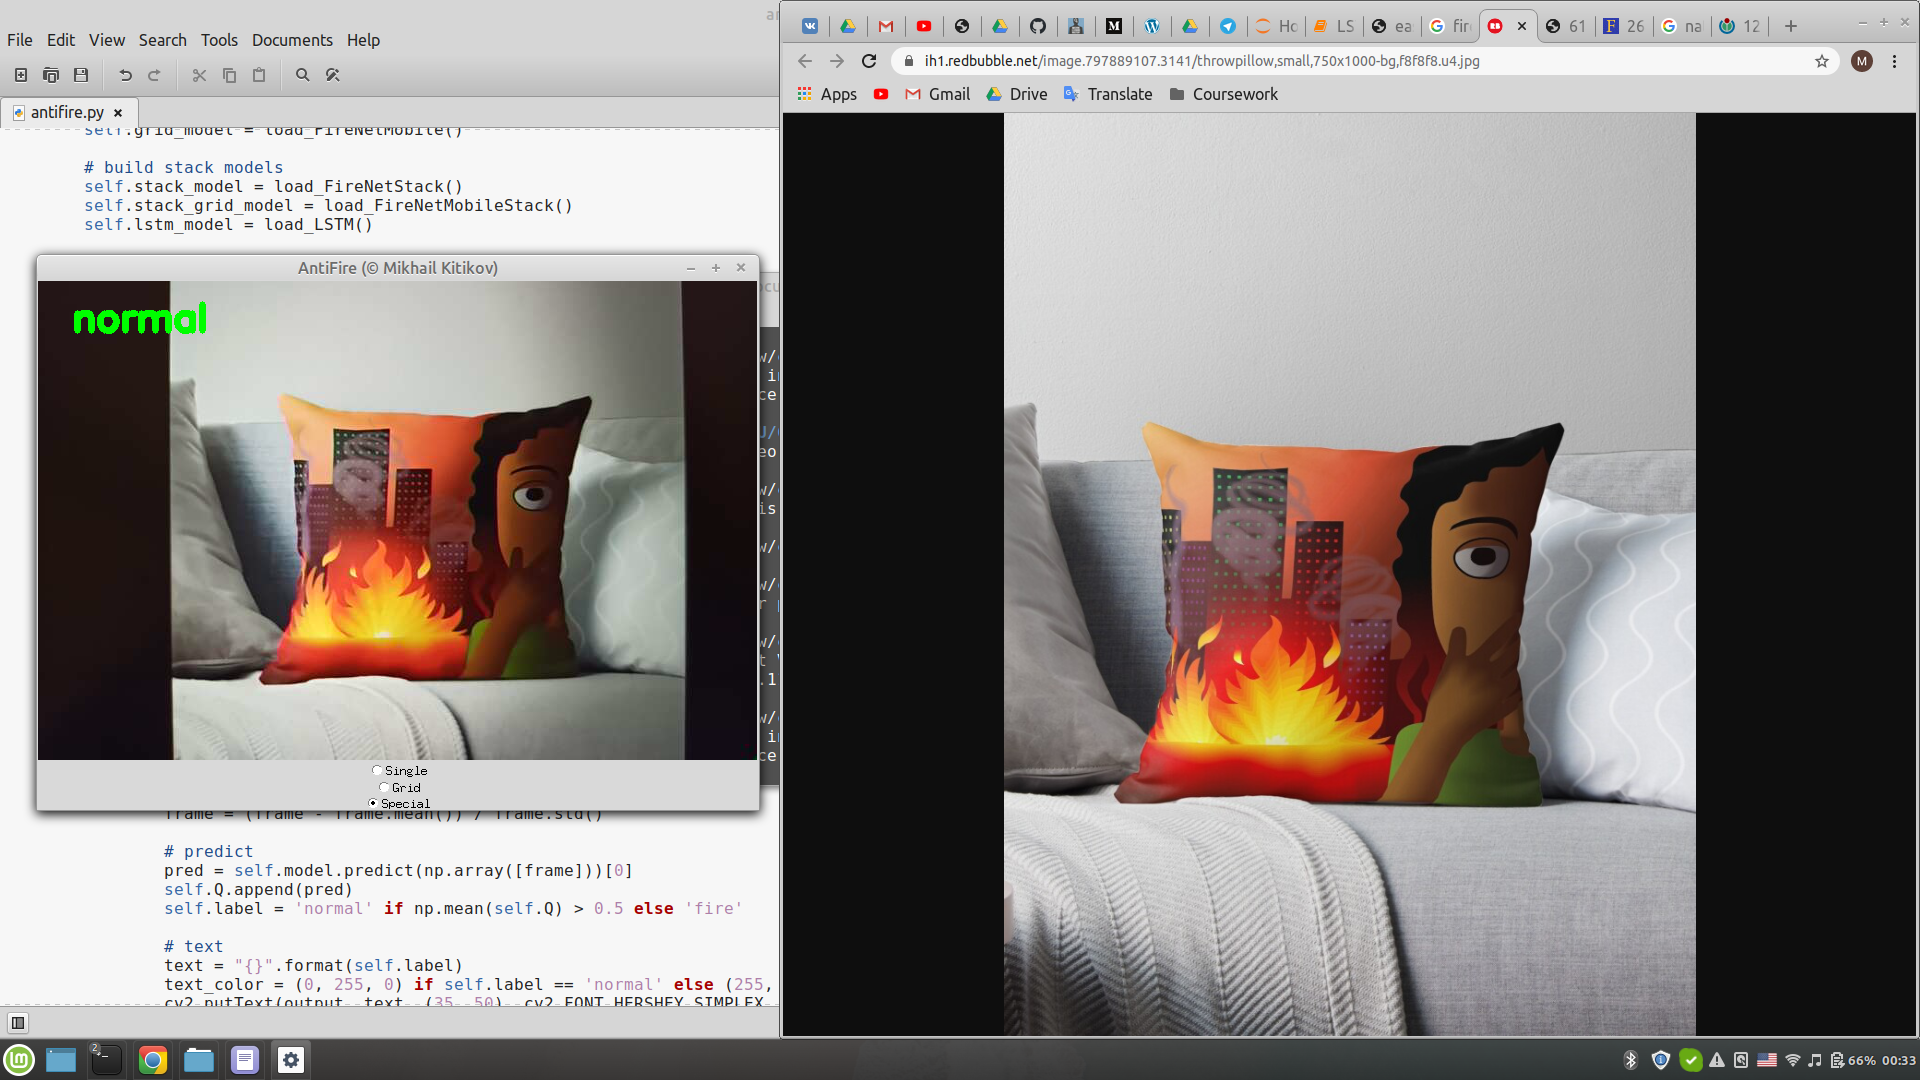 File Edit View Search Tools Documents Help
antifire.py
self.grid_model = load_FireNetMobile()
# build stack models
self.stack_model = load_FireNetStack()
self.stack_grid_model = load_FireNetMobileStack()
self.lstm_model = load_LSTM()
AntiFire (© Mikhail Kitikov)
normal
Single
Grid
Special
frame = (frame - frame.mean()) / frame.std()
# predict
pred = self.model.predict(np.array([frame]))[0]
self.Q.append(pred)
self.label = 'normal' if np.mean(self.Q) > 0.5 else 'fire'
# text
text = "{}".format(self.label)
text_color = (0, 255, 0) if self.label == 'normal' else (255,
cv2.putText(output, text, (35, 50), cv2.FONT_HERSHEY_SIMPLEX
Ho LS ea fir 61 26 na 12
ih1.redbubble.net/image.797889107.3141/throwpillow,small,750x1000-bg,f8f8f8.u4.jpg
M
Apps Gmail Drive Translate Coursework
2
66% 00:33